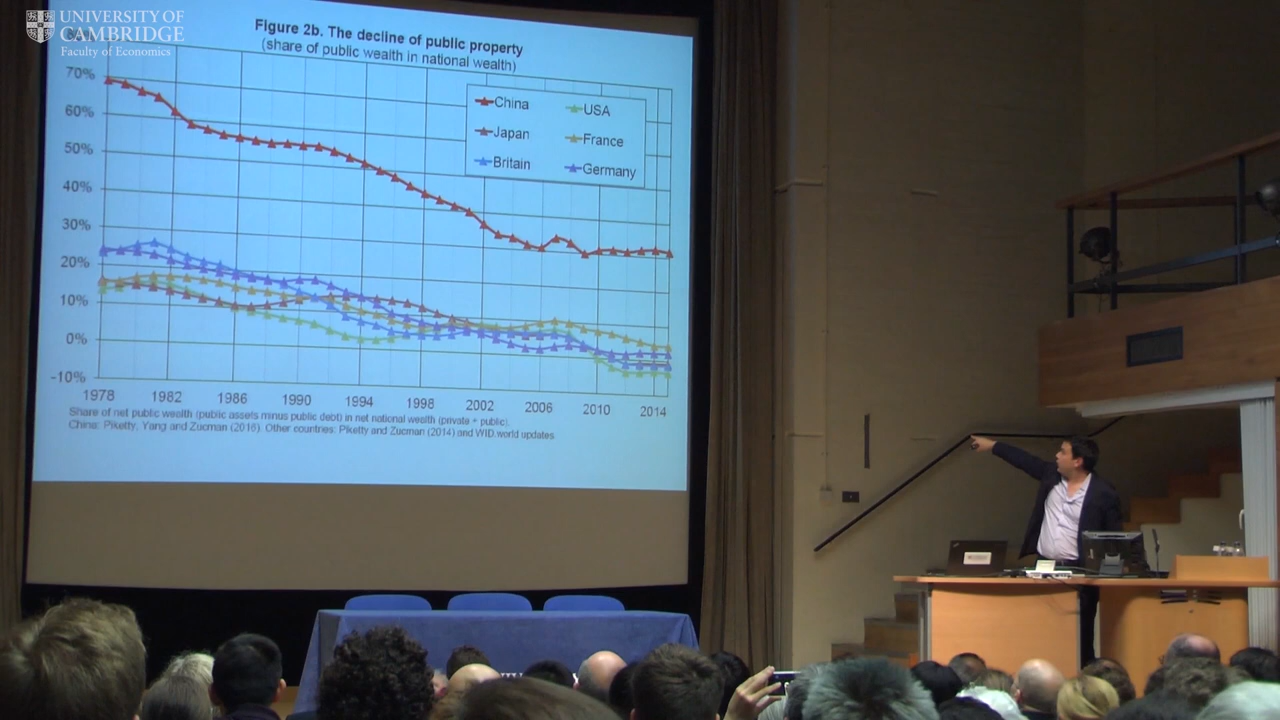 UNIVERSITY OF
CAMBRIDGE
Faculty of Economics
Figure 2b. The decline of public property
(share of public wealth in national wealth)
70%
60%
50%
40%
30%
20%
10%
0%
-10%
China
USA
Japan
France
Britain
Germany
1978 1982 1986 1990 1994 1998 2002 2006 2010 2014
Share of net public wealth (public assets minus public debt) in net national wealth (private + public).
China: Piketty, Yang and Zucman (2016). Other countries: Piketty and Zucman (2014) and WID.world updates